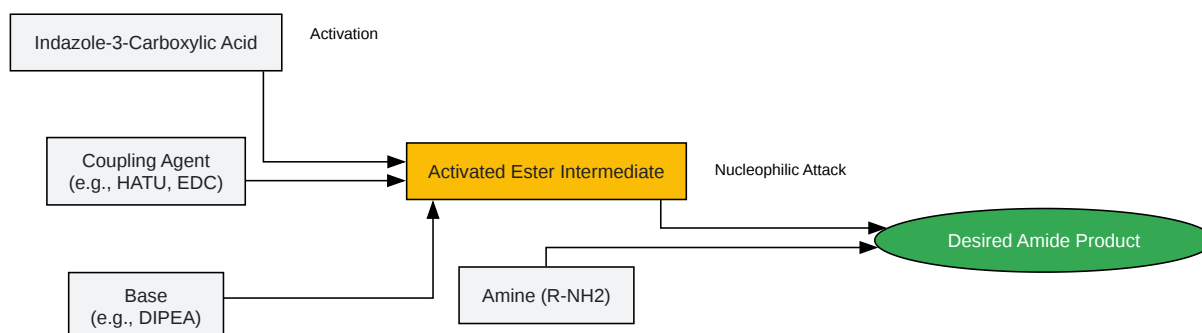 Indazole-3-Carboxylic Acid
Activation
Coupling Agent
(e.g., HATU, EDC)
Activated Ester Intermediate
Nucleophilic Attack
Desired Amide Product
Base
(e.g., DIPEA)
Amine (R-NH2)